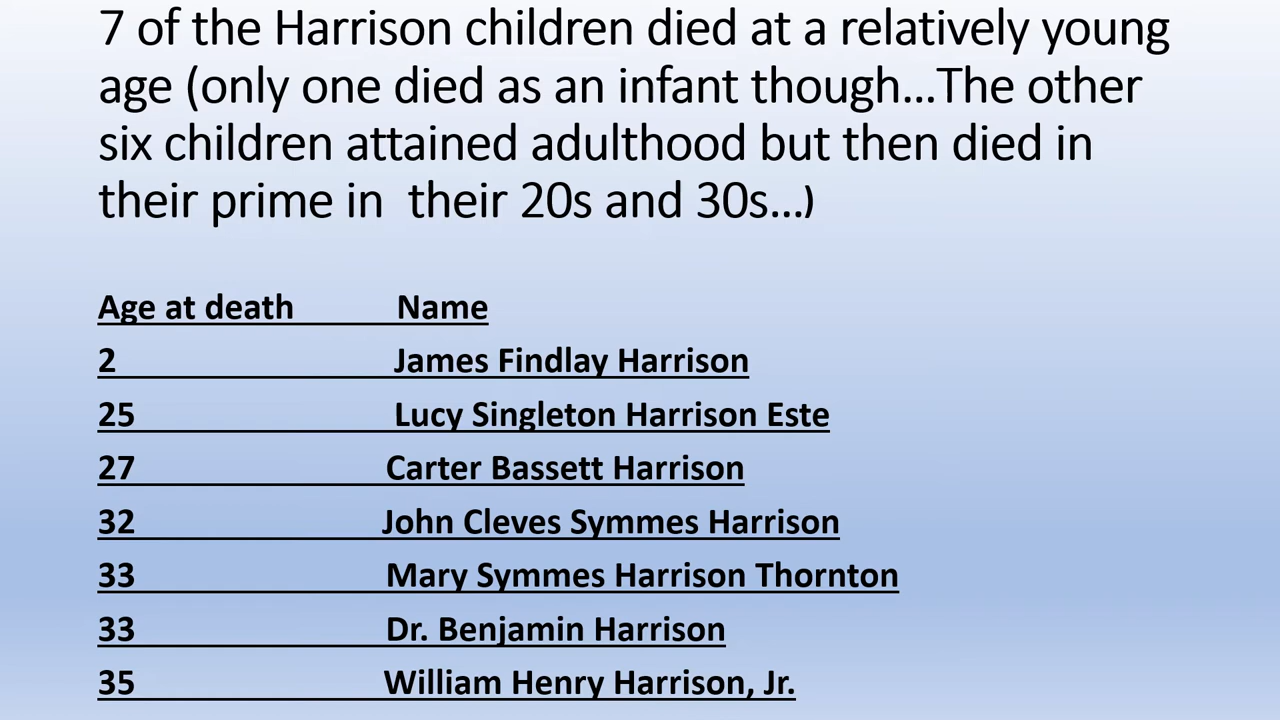 7 of the Harrison children died at a relatively young
age (only one died as an infant though...The other
six children attained adulthood but then died in
their prime in  their 20s and 30s...)
Age at death Name
2 James Findlay Harrison
25 Lucy Singleton Harrison Este
27 Carter Bassett Harrison
32 John Cleves Symmes Harrison
33 Mary Symmes Harrison Thornton
33 Dr. Benjamin Harrison
35 William Henry Harrison, Jr.